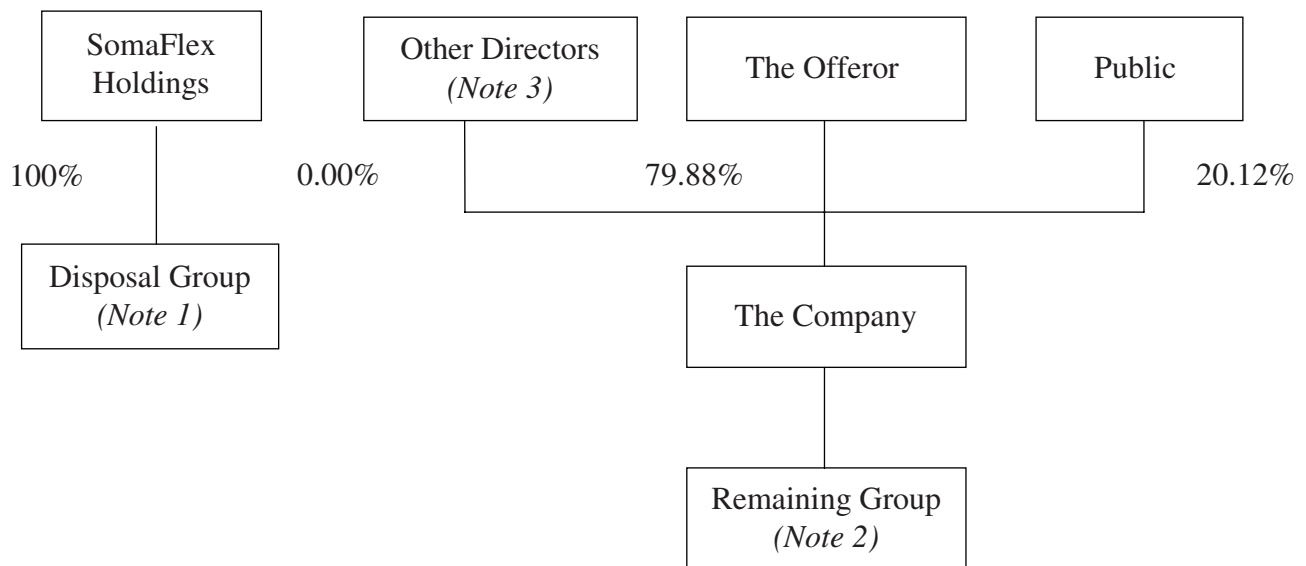 SomaFlex
Holdings
Other Directors
(Note 3)
The Offeror
Public
100%
0.00%
79.88%
20.12%
Disposal Group
(Note 1)
The Company
Remaining Group
(Note 2)